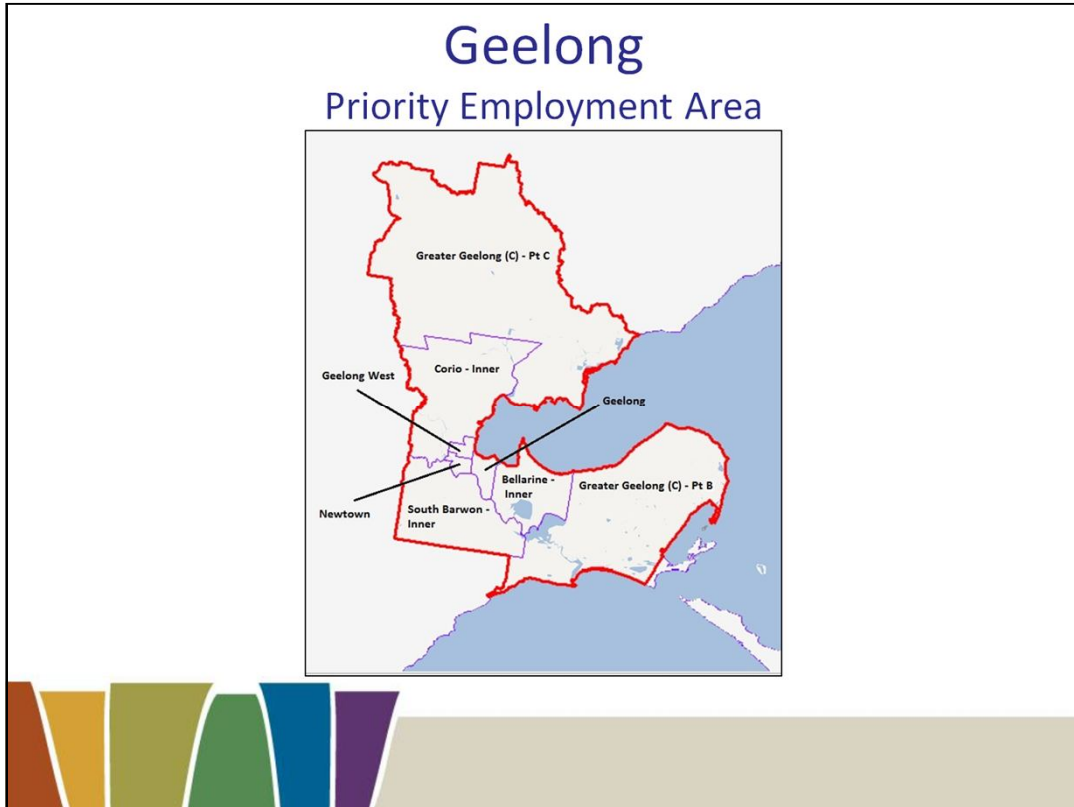 Geelong
Priority Employment Area
Greater Geelong (C) - Pt C
Corio - Inner
Geelong West
Geelong
Bellarine -
Inner
Greater Geelong (C) - Pt B
Newtown
South Barwon -
Inner